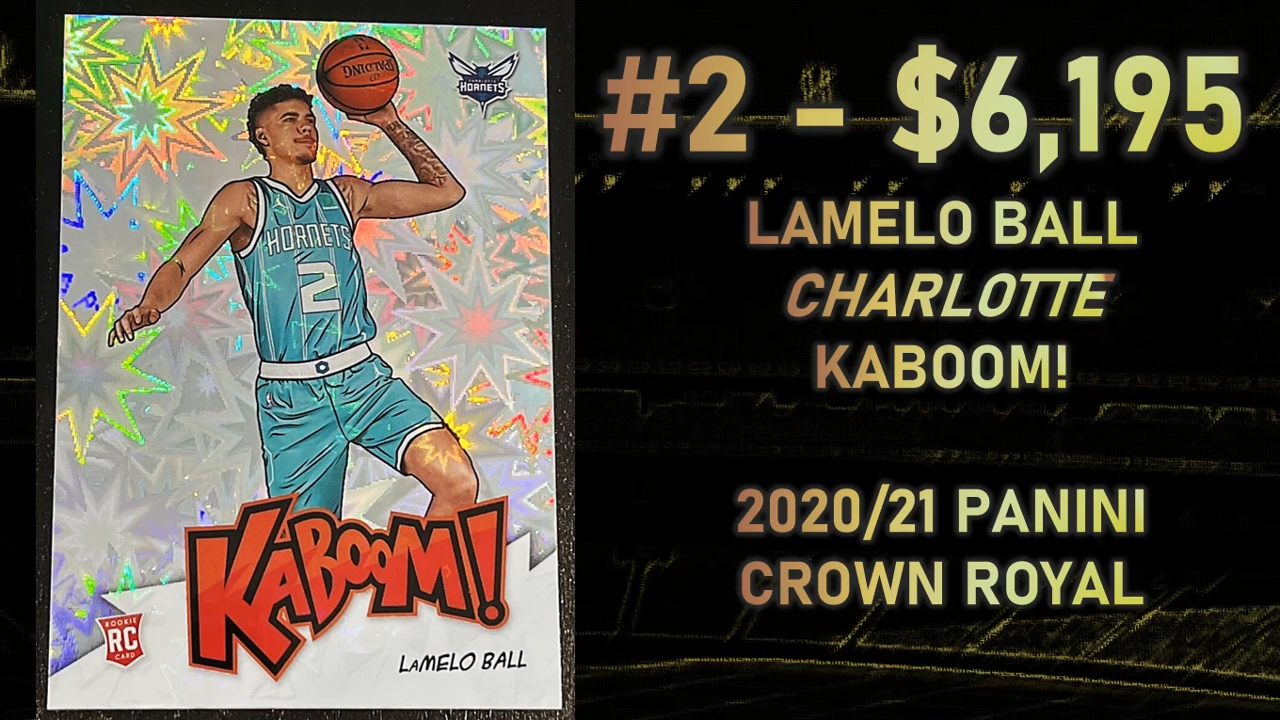 SPALDING
CHARLOTTE
HORNETS
HORNETS
2
KABOOM!
ROOKIE
RC
CARD
LAMELO BALL
#2 - $6,195
LAMELO BALL
CHARLOTTE
KABOOM!
2020/21 PANINI
CROWN ROYAL